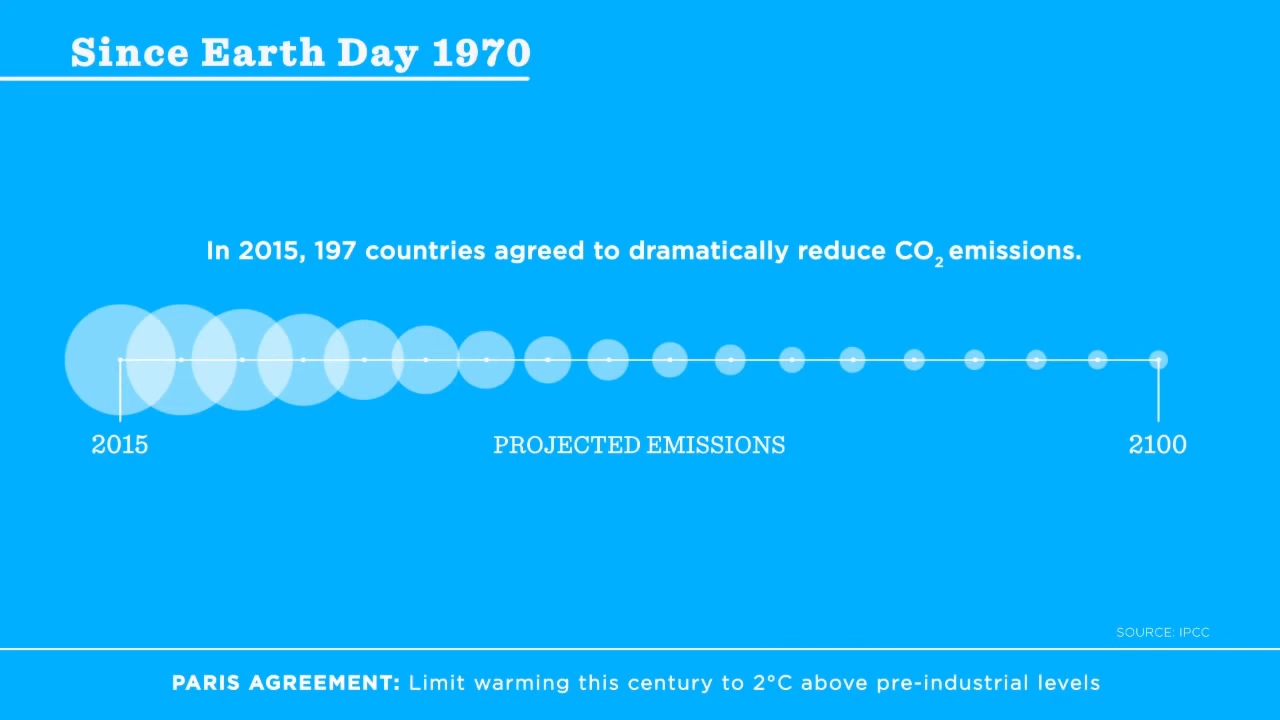 Since Earth Day 1970
In 2015, 197 countries agreed to dramatically reduce CO₂ emissions.
2015 PROJECTED EMISSIONS 2100
SOURCE: IPCC
PARIS AGREEMENT: Limit warming this century to 2°C above pre-industrial levels